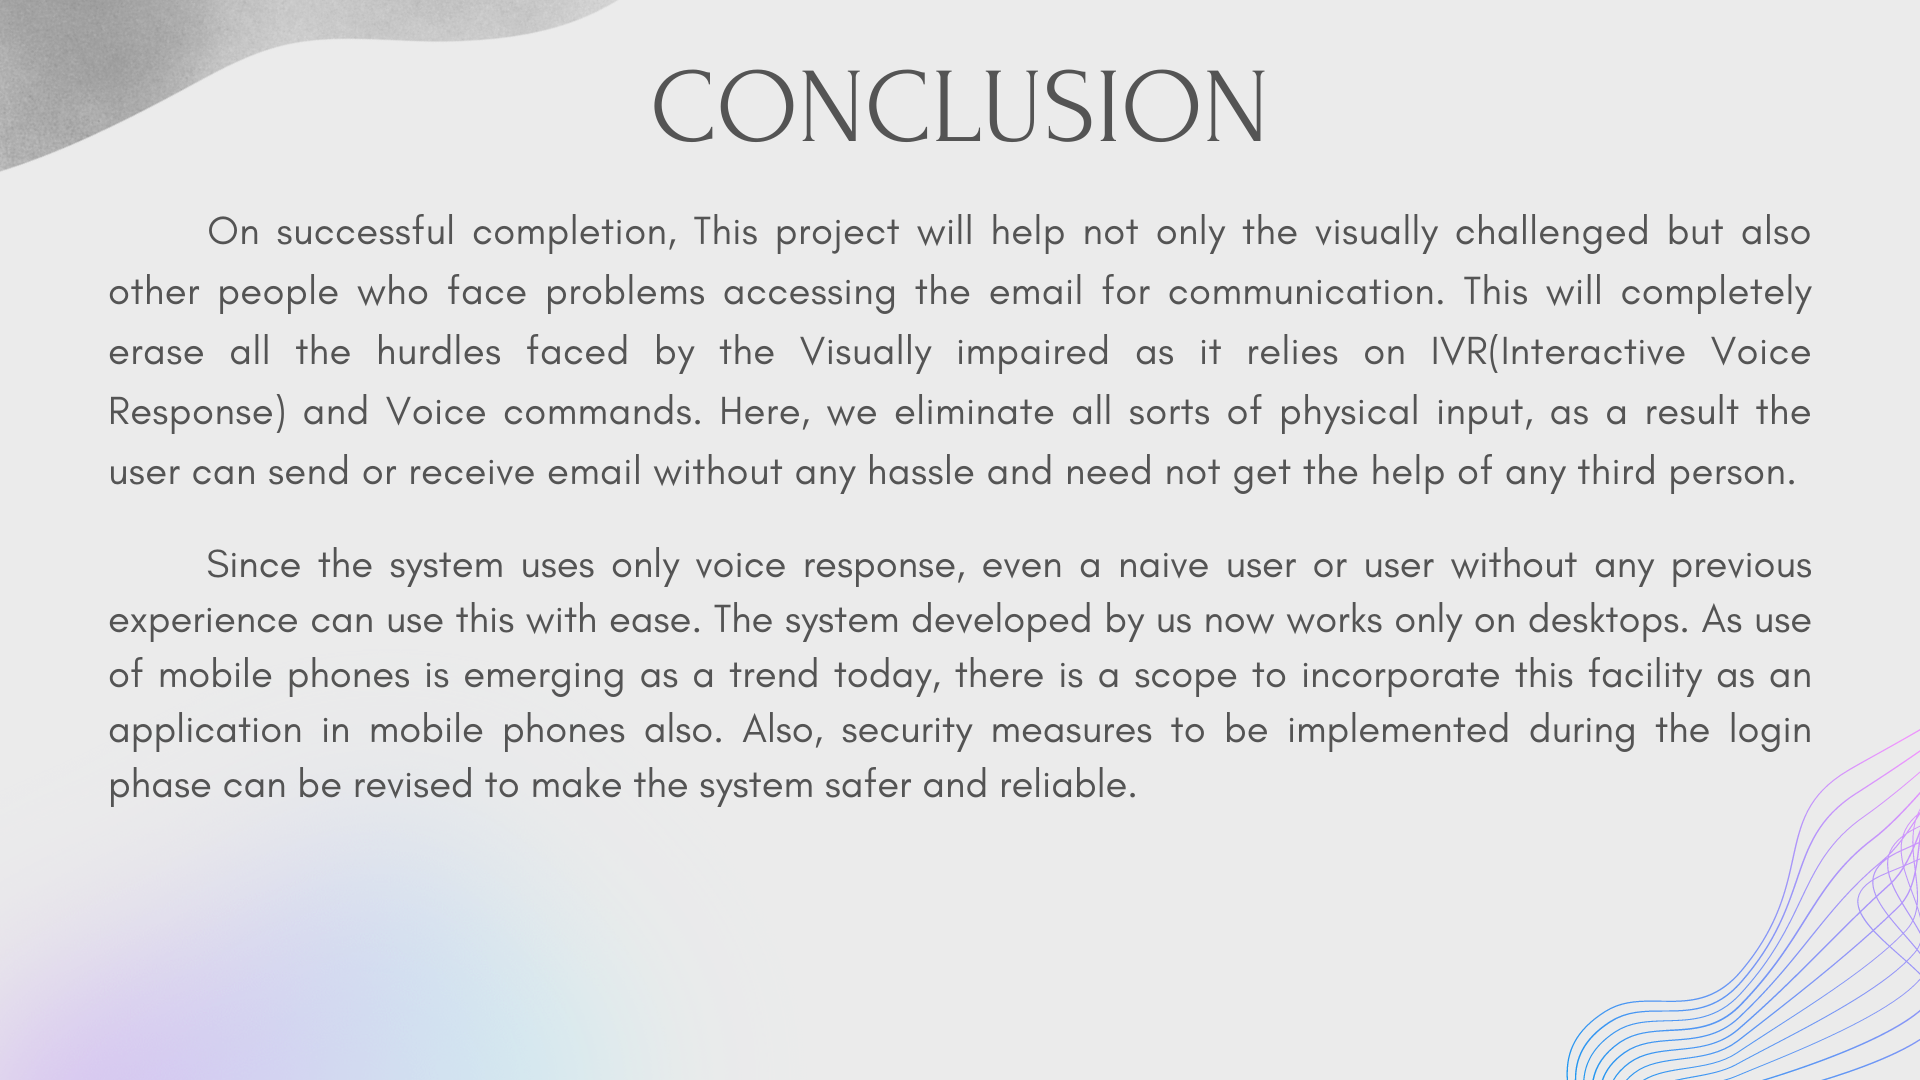 CONCLUSION
On successful completion, This project will help not only the visually challenged but also
other people who face problems accessing the email for communication. This will completely
erase all the hurdles faced by the Visually impaired as it relies on IVR(Interactive Voice
Response) and Voice commands. Here, we eliminate all sorts of physical input, as a result the
user can send or receive email without any hassle and need not get the help of any third person.
Since the system uses only voice response, even a naive user or user without any previous
experience can use this with ease. The system developed by us now works only on desktops. As use
of mobile phones is emerging as a trend today, there is a scope to incorporate this facility as an
application in mobile phones also. Also, security measures to be implemented during the login
phase can be revised to make the system safer and reliable.